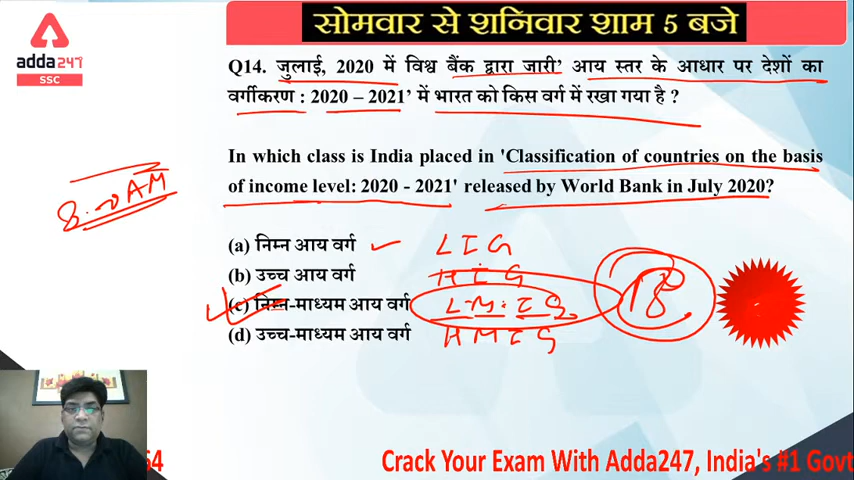 सोमवार से शनिवार शाम 5 बजे
adda247
SSC
Q14. जुलाई, 2020 में विश्व बैंक द्वारा जारी' आय स्तर के आधार पर देशों का
वर्गीकरण : 2020 – 2021' में भारत को किस वर्ग में रखा गया है ?
In which class is India placed in 'Classification of countries on the basis
of income level: 2020 - 2021' released by World Bank in July 2020?
8.00 AM
(a) निम्न आय वर्ग LIG
(b) उच्च आय वर्ग HIG
(c) निम्न-माध्यम आय वर्ग L.M.IG
(d) उच्च-माध्यम आय वर्ग HMIG
64
Crack Your Exam With Adda247, India's #1 Govt